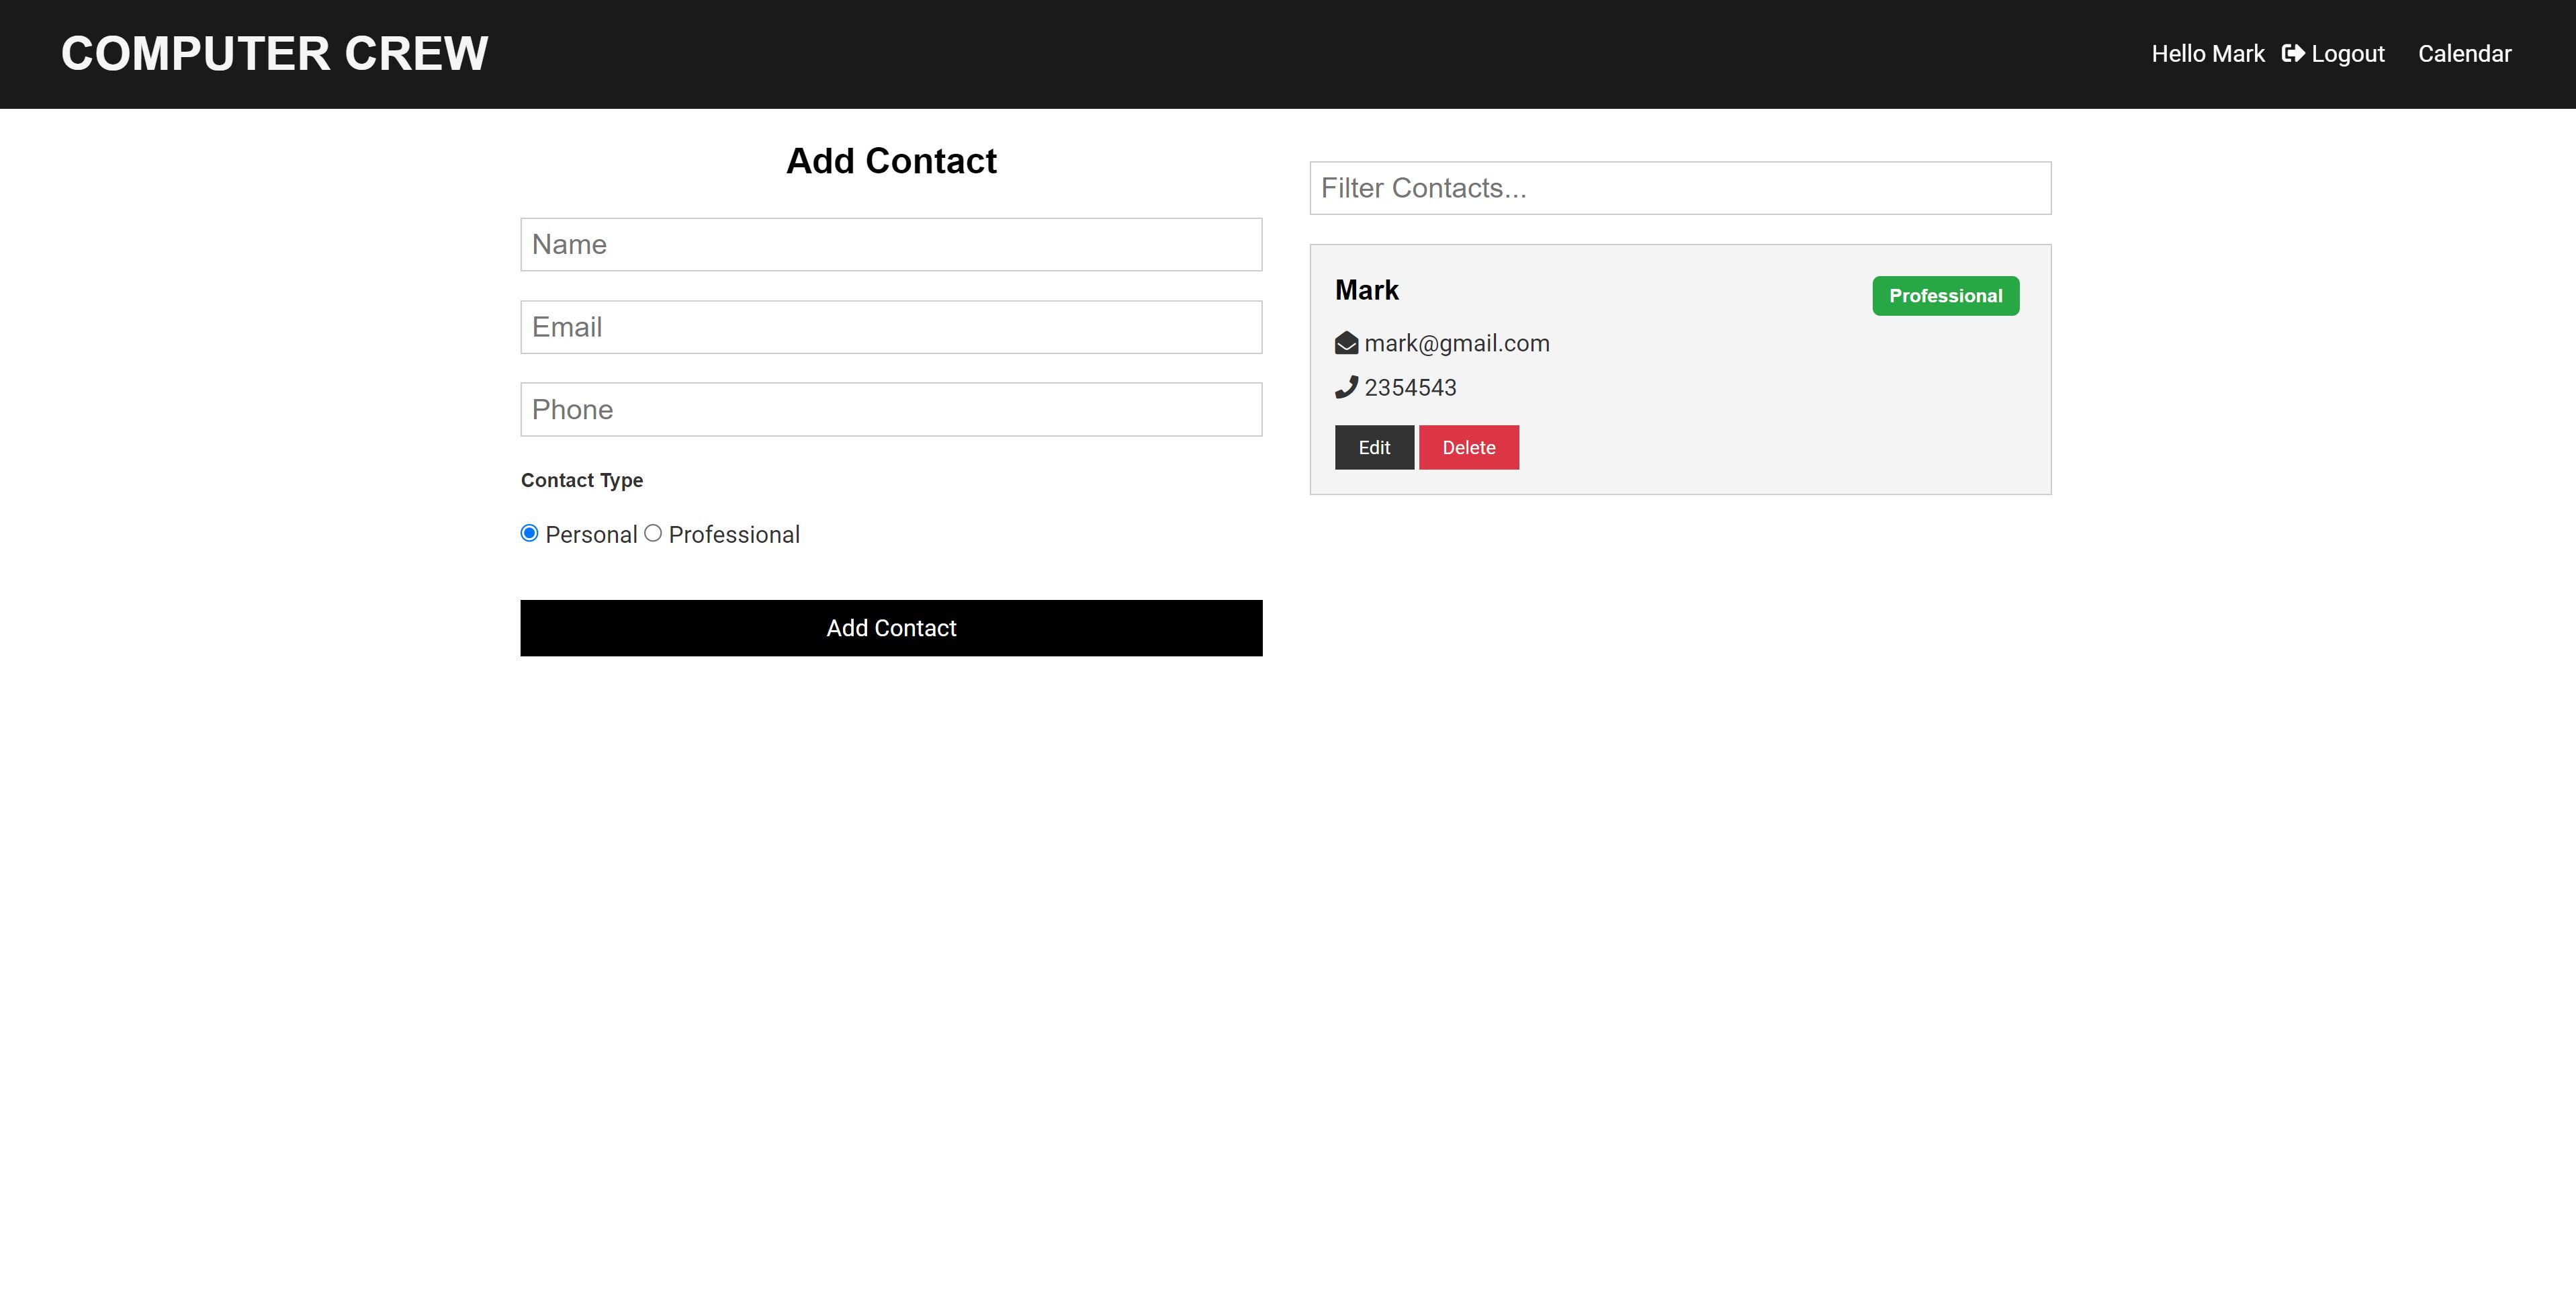 COMPUTER CREW
Hello Mark Logout Calendar
Add Contact
Name
Email
Phone
Contact Type
Personal Professional
Add Contact
Filter Contacts...
Mark
Professional
mark@gmail.com
2354543
Edit Delete